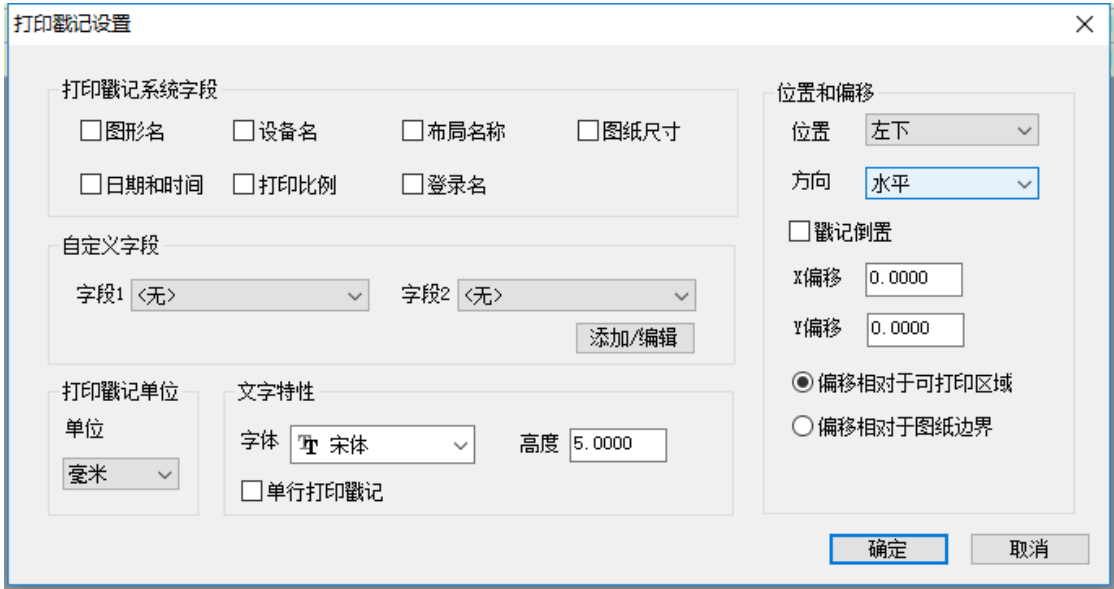 打印戳记设置
打印戳记系统字段
图形名 设备名 布局名称 图纸尺寸
日期和时间 打印比例 登录名
自定义字段
字段1 <无> 字段2 <无>
添加/编辑
打印戳记单位
单位
毫米
文字特性
字体 宋体 高度 5.0000
单行打印戳记
位置和偏移
位置 左下
方向 水平
戳记倒置
X偏移 0.0000
Y偏移 0.0000
偏移相对于可打印区域
偏移相对于图纸边界
确定 取消